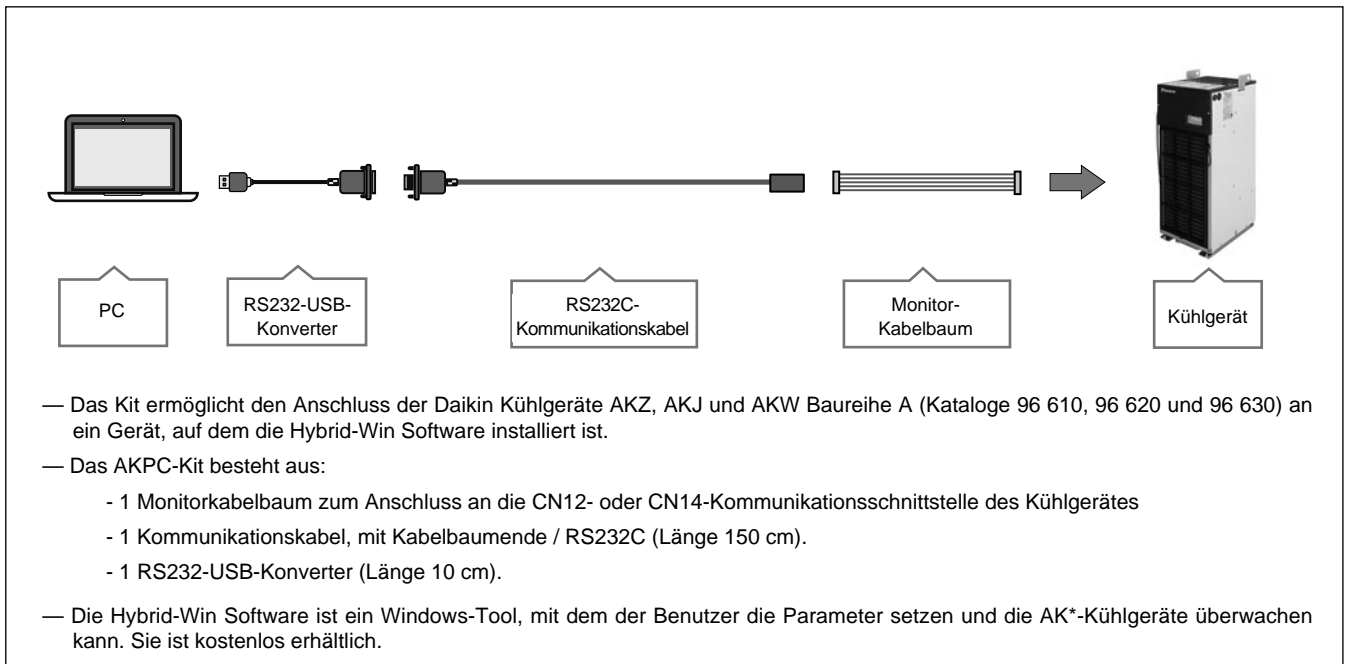 PC
RS232-USB-
Konverter
RS232C-
Kommunikationskabel
Monitor-
Kabelbaum
Kühlgerät
— Das Kit ermöglicht den Anschluss der Daikin Kühlgeräte AKZ, AKJ und AKW Baureihe A (Kataloge 96 610, 96 620 und 96 630) an
ein Gerät, auf dem die Hybrid-Win Software installiert ist.
— Das AKPC-Kit besteht aus:
- 1 Monitorkabelbaum zum Anschluss an die CN12- oder CN14-Kommunikationsschnittstelle des Kühlgerätes
- 1 Kommunikationskabel, mit Kabelbaumende / RS232C (Länge 150 cm).
- 1 RS232-USB-Konverter (Länge 10 cm).
— Die Hybrid-Win Software ist ein Windows-Tool, mit dem der Benutzer die Parameter setzen und die AK*-Kühlgeräte überwachen
kann. Sie ist kostenlos erhältlich.